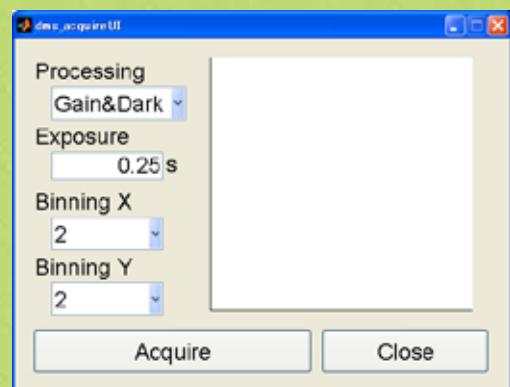 dms_acquireUI
Processing
Gain&Dark
Exposure
0.25 s
Binning X
2
Binning Y
2
Acquire
Close